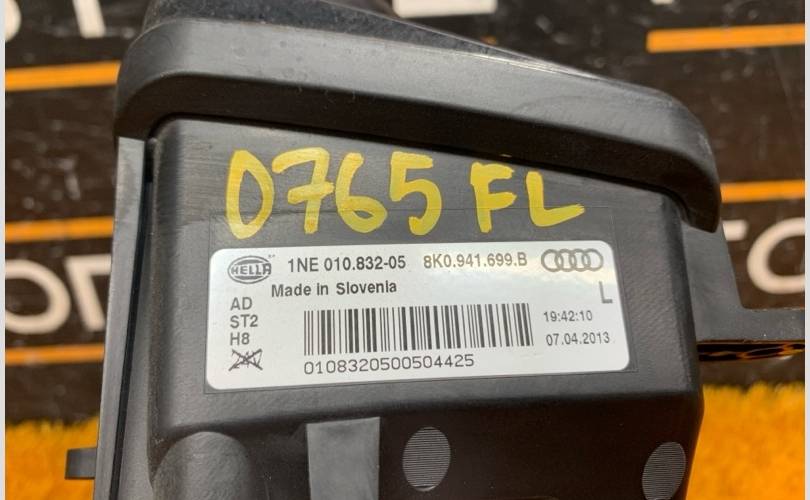 0765 FL
HELLA 1NE 010.832-05 8K0.941.699.B
Made in Slovenia
L
AD
ST2
H8
19:42:10
07.04.2013
0108320500504425